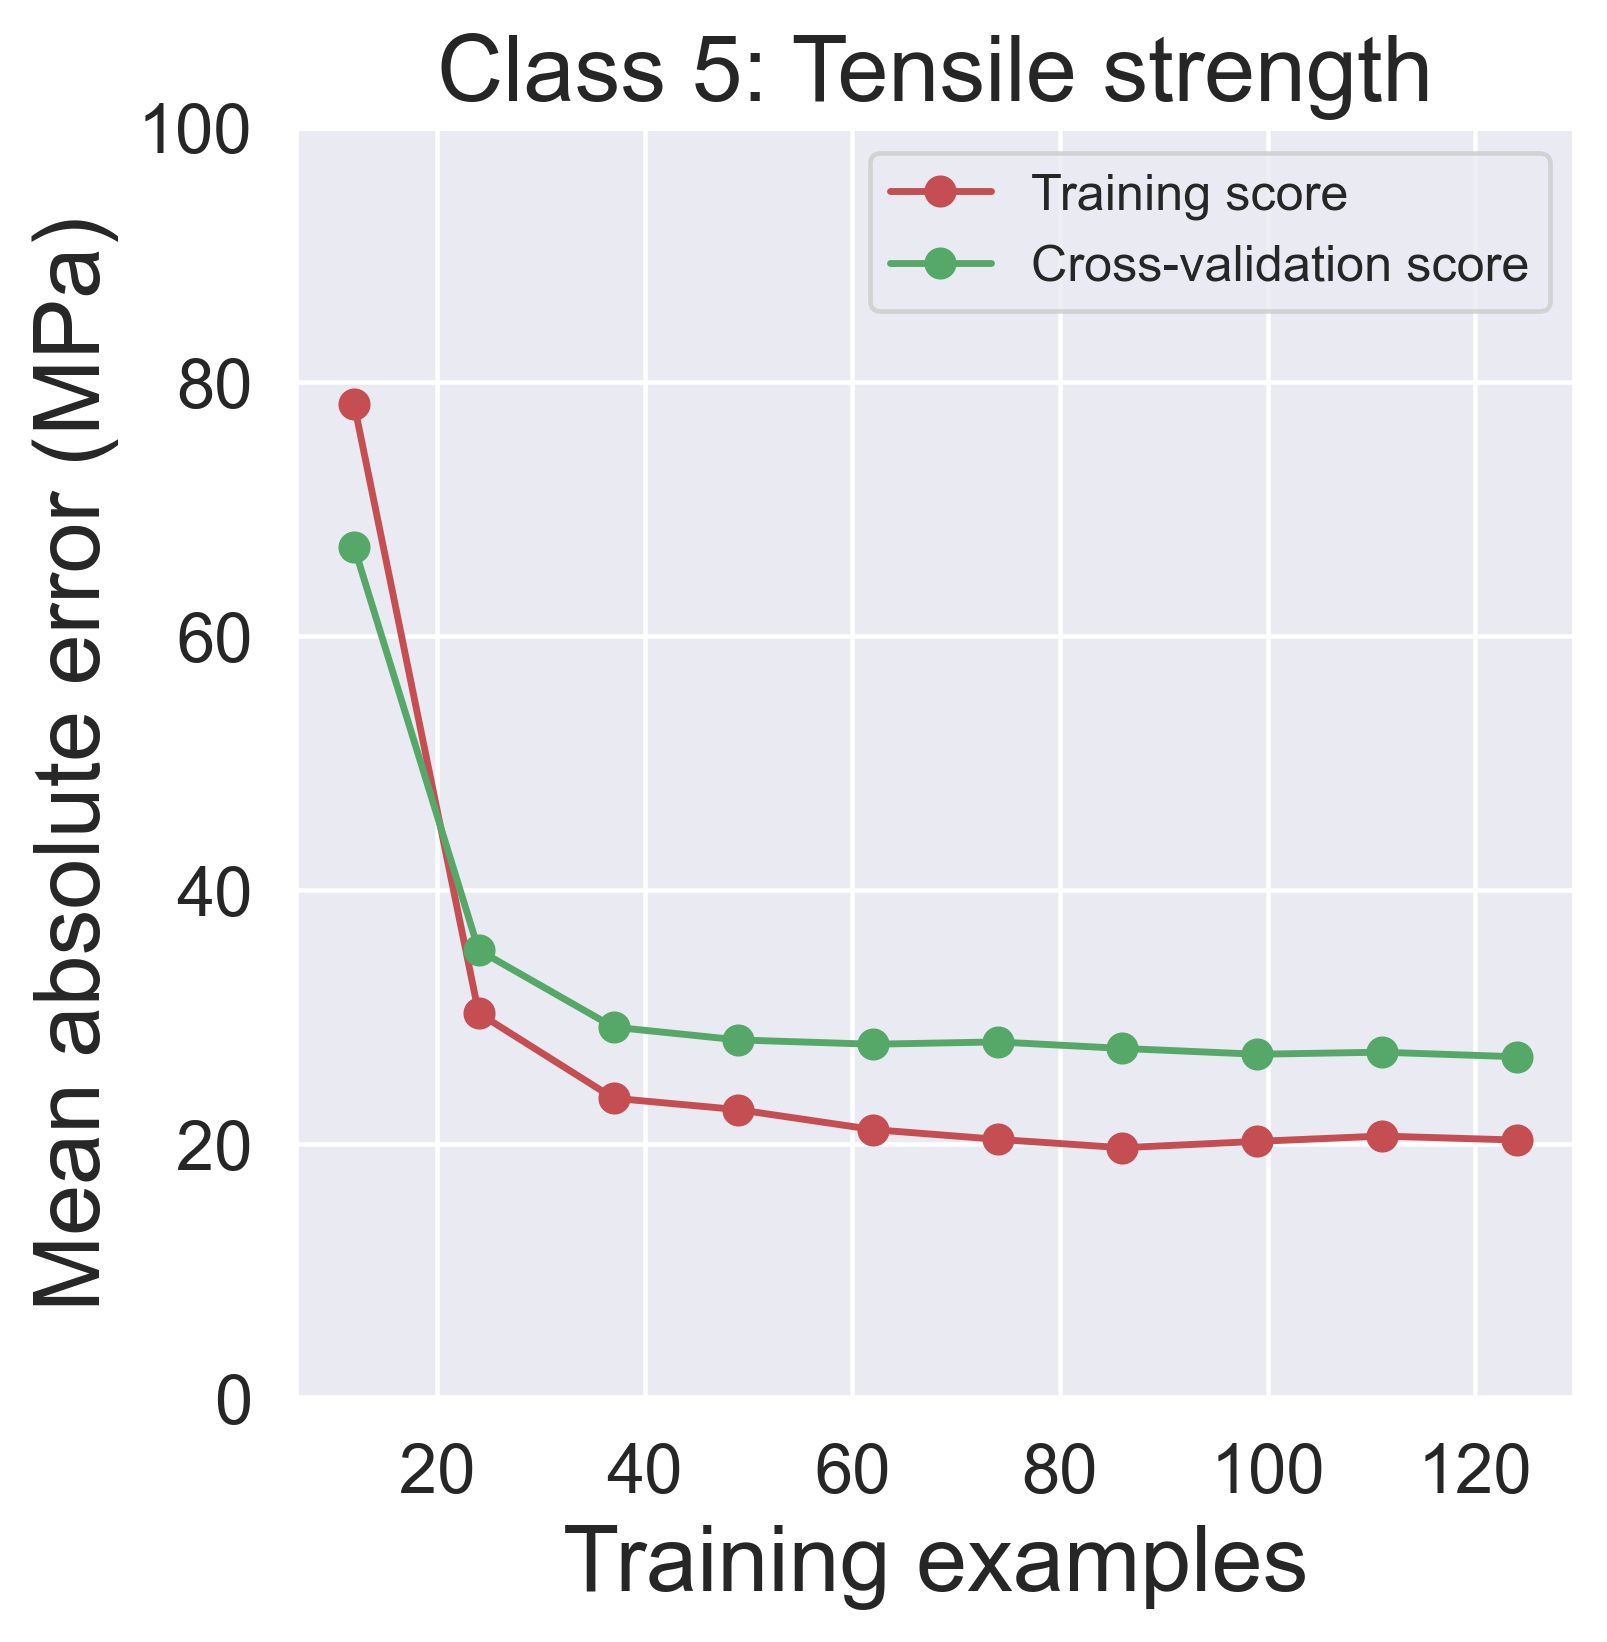 Class 5: Tensile strength
Training score
Cross-validation score
Mean absolute error (MPa)
100
80
60
40
20
0
20 40 60 80 100 120
Training examples